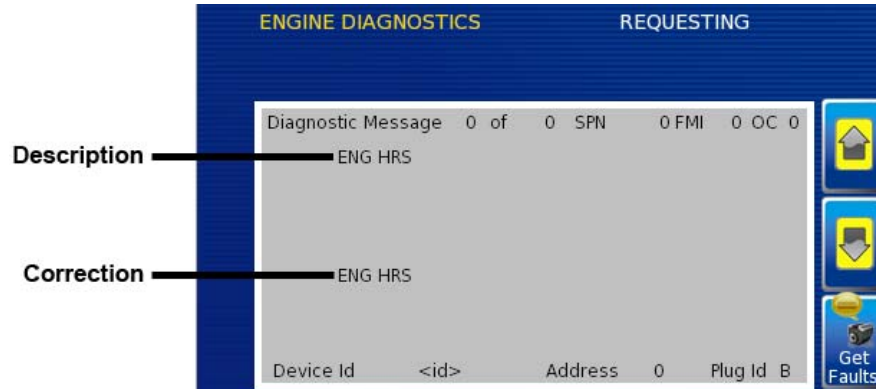 ENGINE DIAGNOSTICS REQUESTING
Diagnostic Message 0 of 0 SPN 0 FMI 0 OC 0
Description ENG HRS
Correction ENG HRS
Get
Faults
Device Id <id> Address 0 Plug Id B